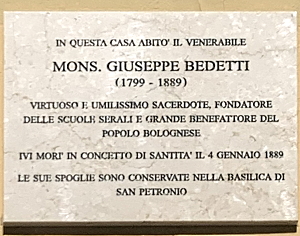 IN QUESTA CASA ABITO' IL VENERABILE
MONS. GIUSEPPE BEDETTI
(1799 - 1889)
VIRTUOSO E UMILISSIMO SACERDOTE, FONDATORE
DELLE SCUOLE SERALI E GRANDE BENEFATTORE DEL
POPOLO BOLOGNESE
IVI MORI' IN CONCETTO DI SANTITA' IL 4 GENNAIO 1889
LE SUE SPOGLIE SONO CONSERVATE NELLA BASILICA DI
SAN PETRONIO